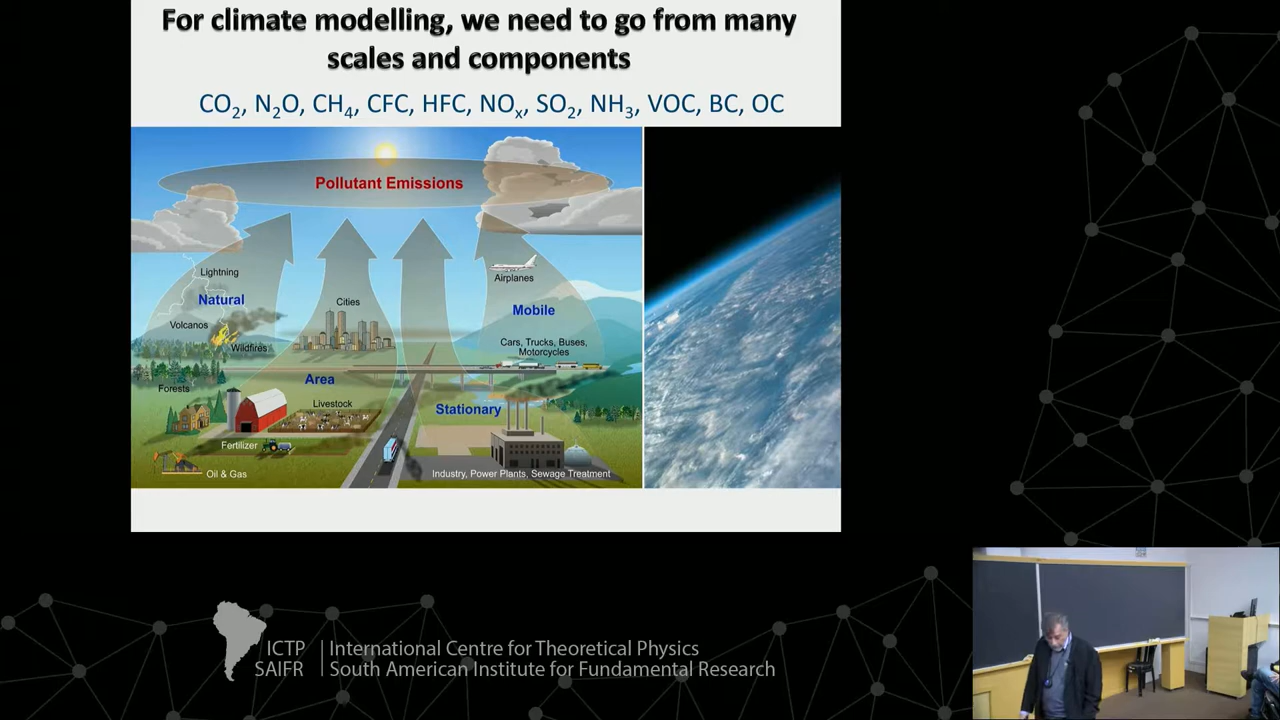 For climate modelling, we need to go from many
scales and components
CO₂, N₂O, CH₄, CFC, HFC, NOₓ, SO₂, NH₃, VOC, BC, OC
Pollutant Emissions
Lightning
Natural
Volcanos
Wildfires
Forests
Cities
Area
Livestock
Fertilizer
Oil & Gas
Airplanes
Mobile
Cars, Trucks, Buses,
Motorcycles
Stationary
Industry, Power Plants, Sewage Treatment
ICTP
SAIFR
International Centre for Theoretical Physics
South American Institute for Fundamental Research